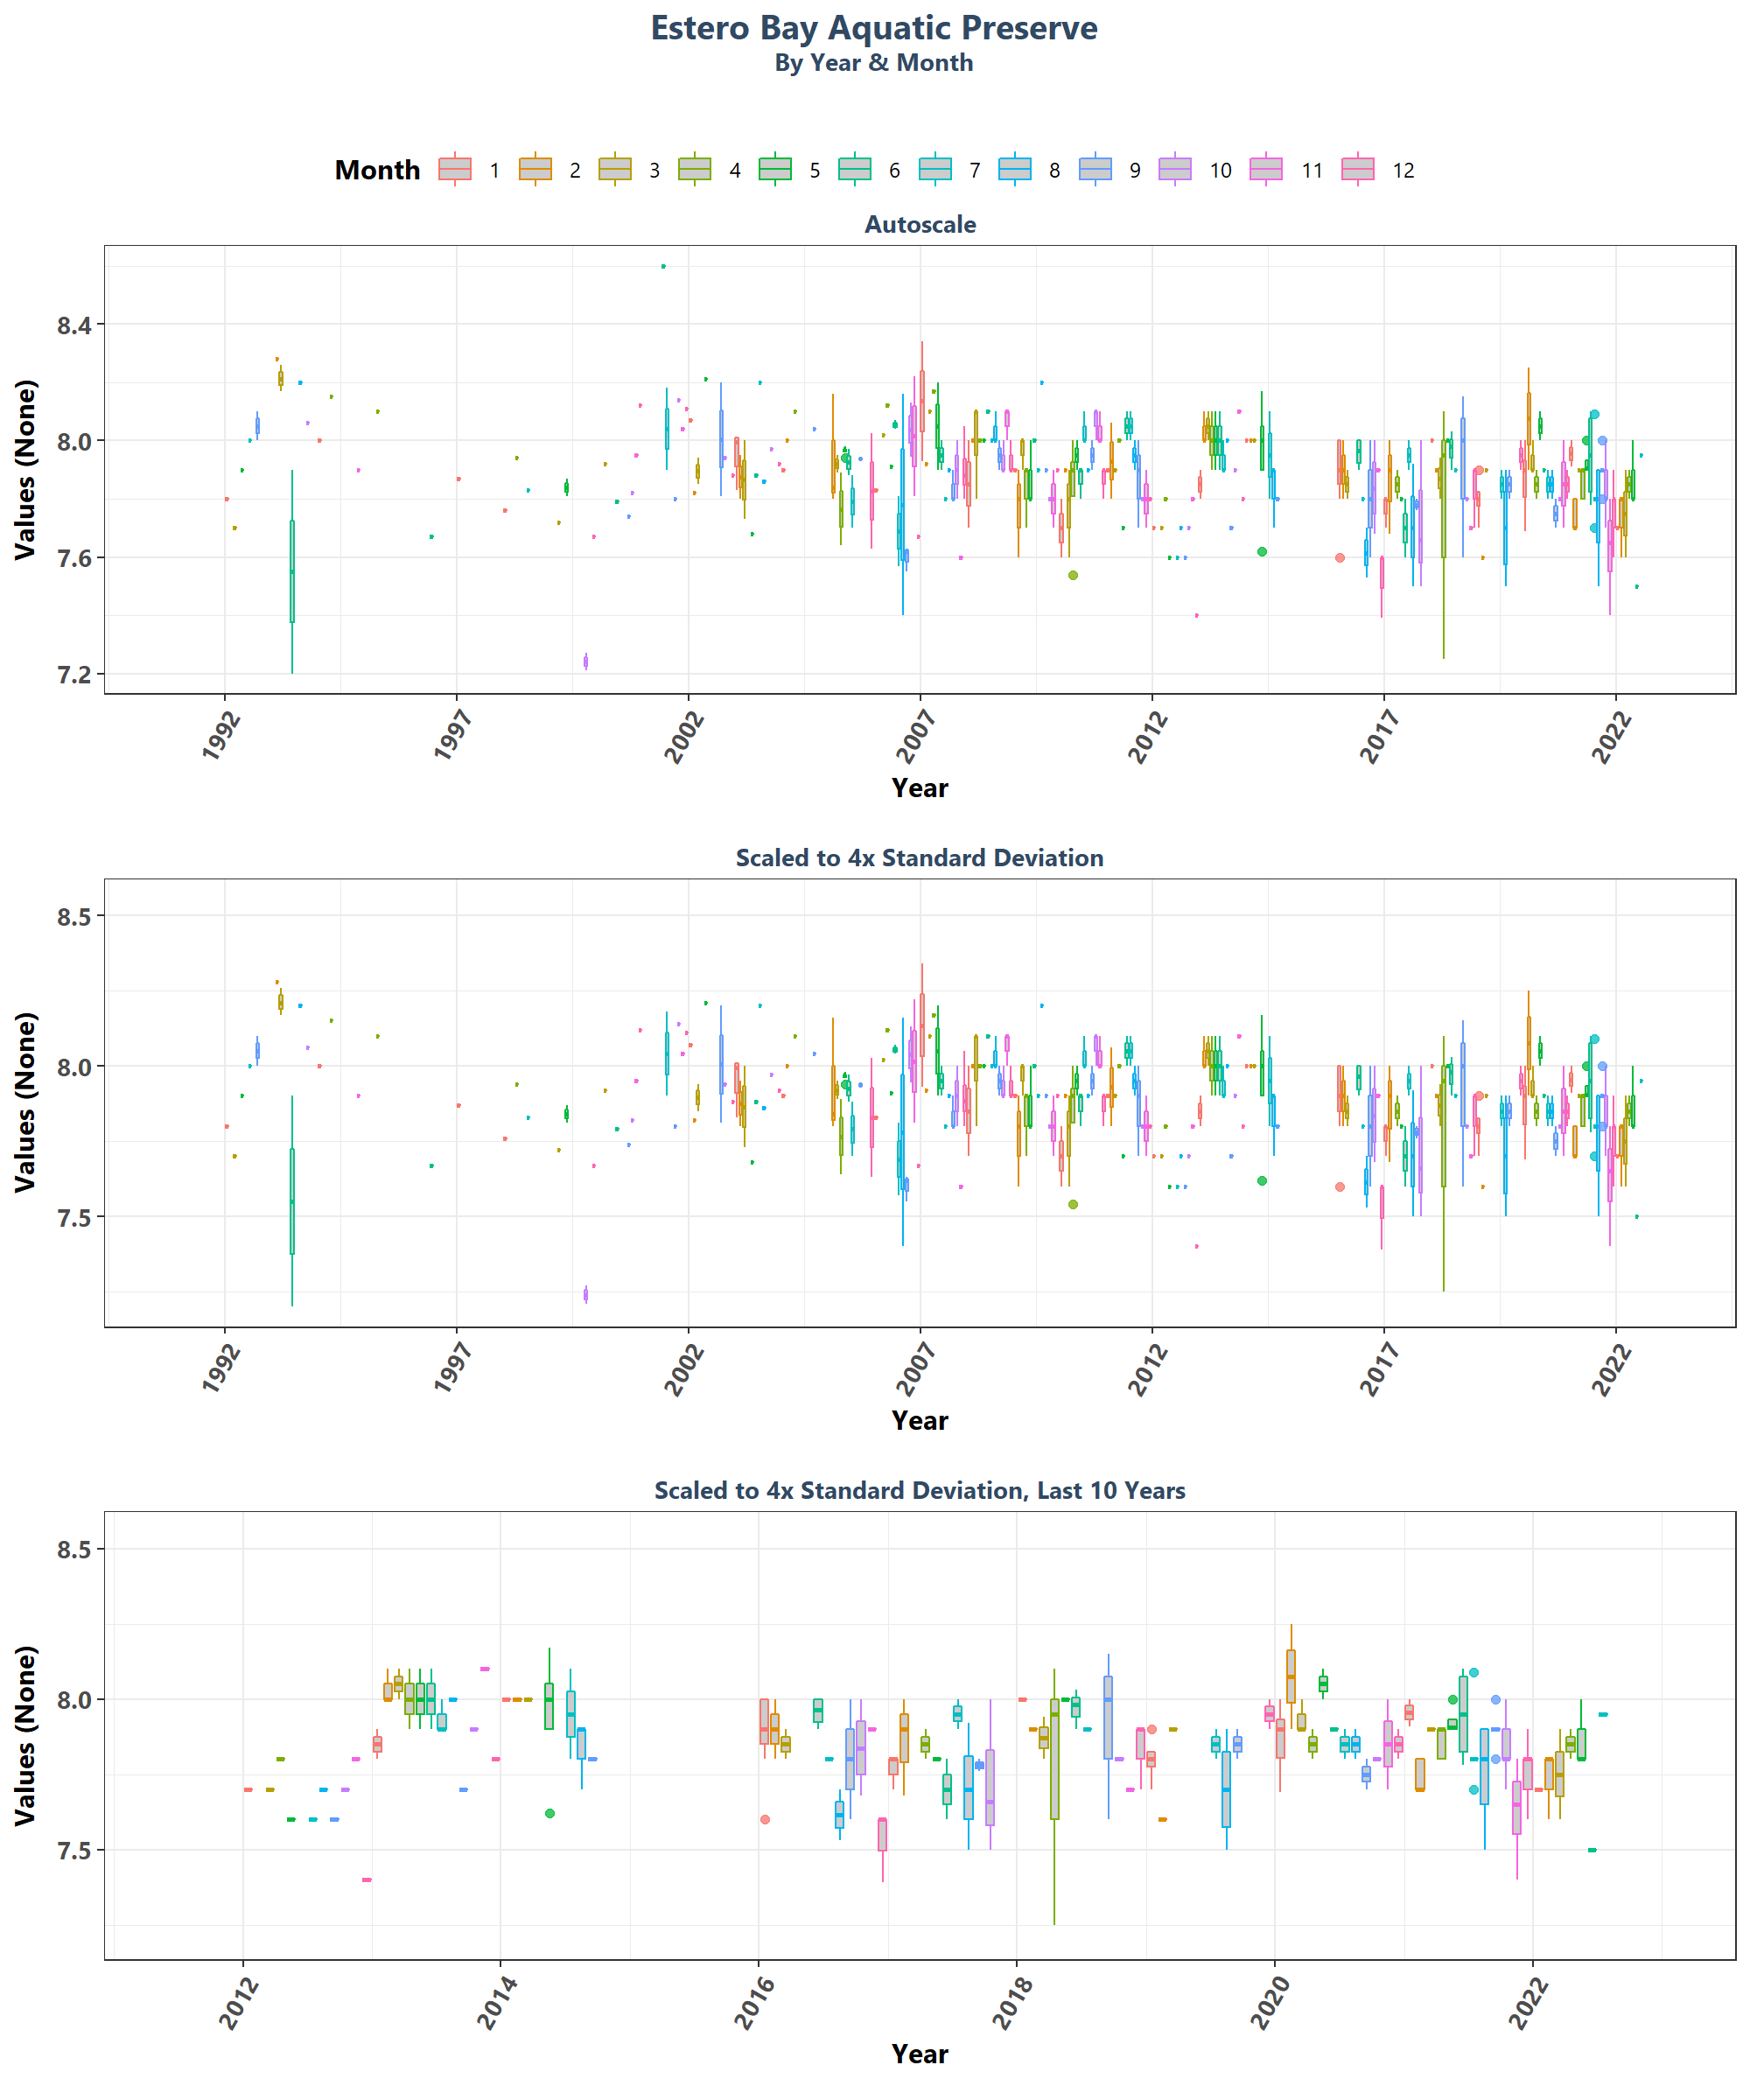 Estero Bay Aquatic Preserve
By Year & Month
Month 1 2 3 4 5 6 7 8 9 10 11 12
Autoscale
Values (None)
8.4
8.0
7.6
7.2
1992 1997 2002 2007 2012 2017 2022
Year
Scaled to 4x Standard Deviation
Values (None)
8.5
8.0
7.5
1992 1997 2002 2007 2012 2017 2022
Year
Scaled to 4x Standard Deviation, Last 10 Years
Values (None)
8.5
8.0
7.5
2012 2014 2016 2018 2020 2022
Year